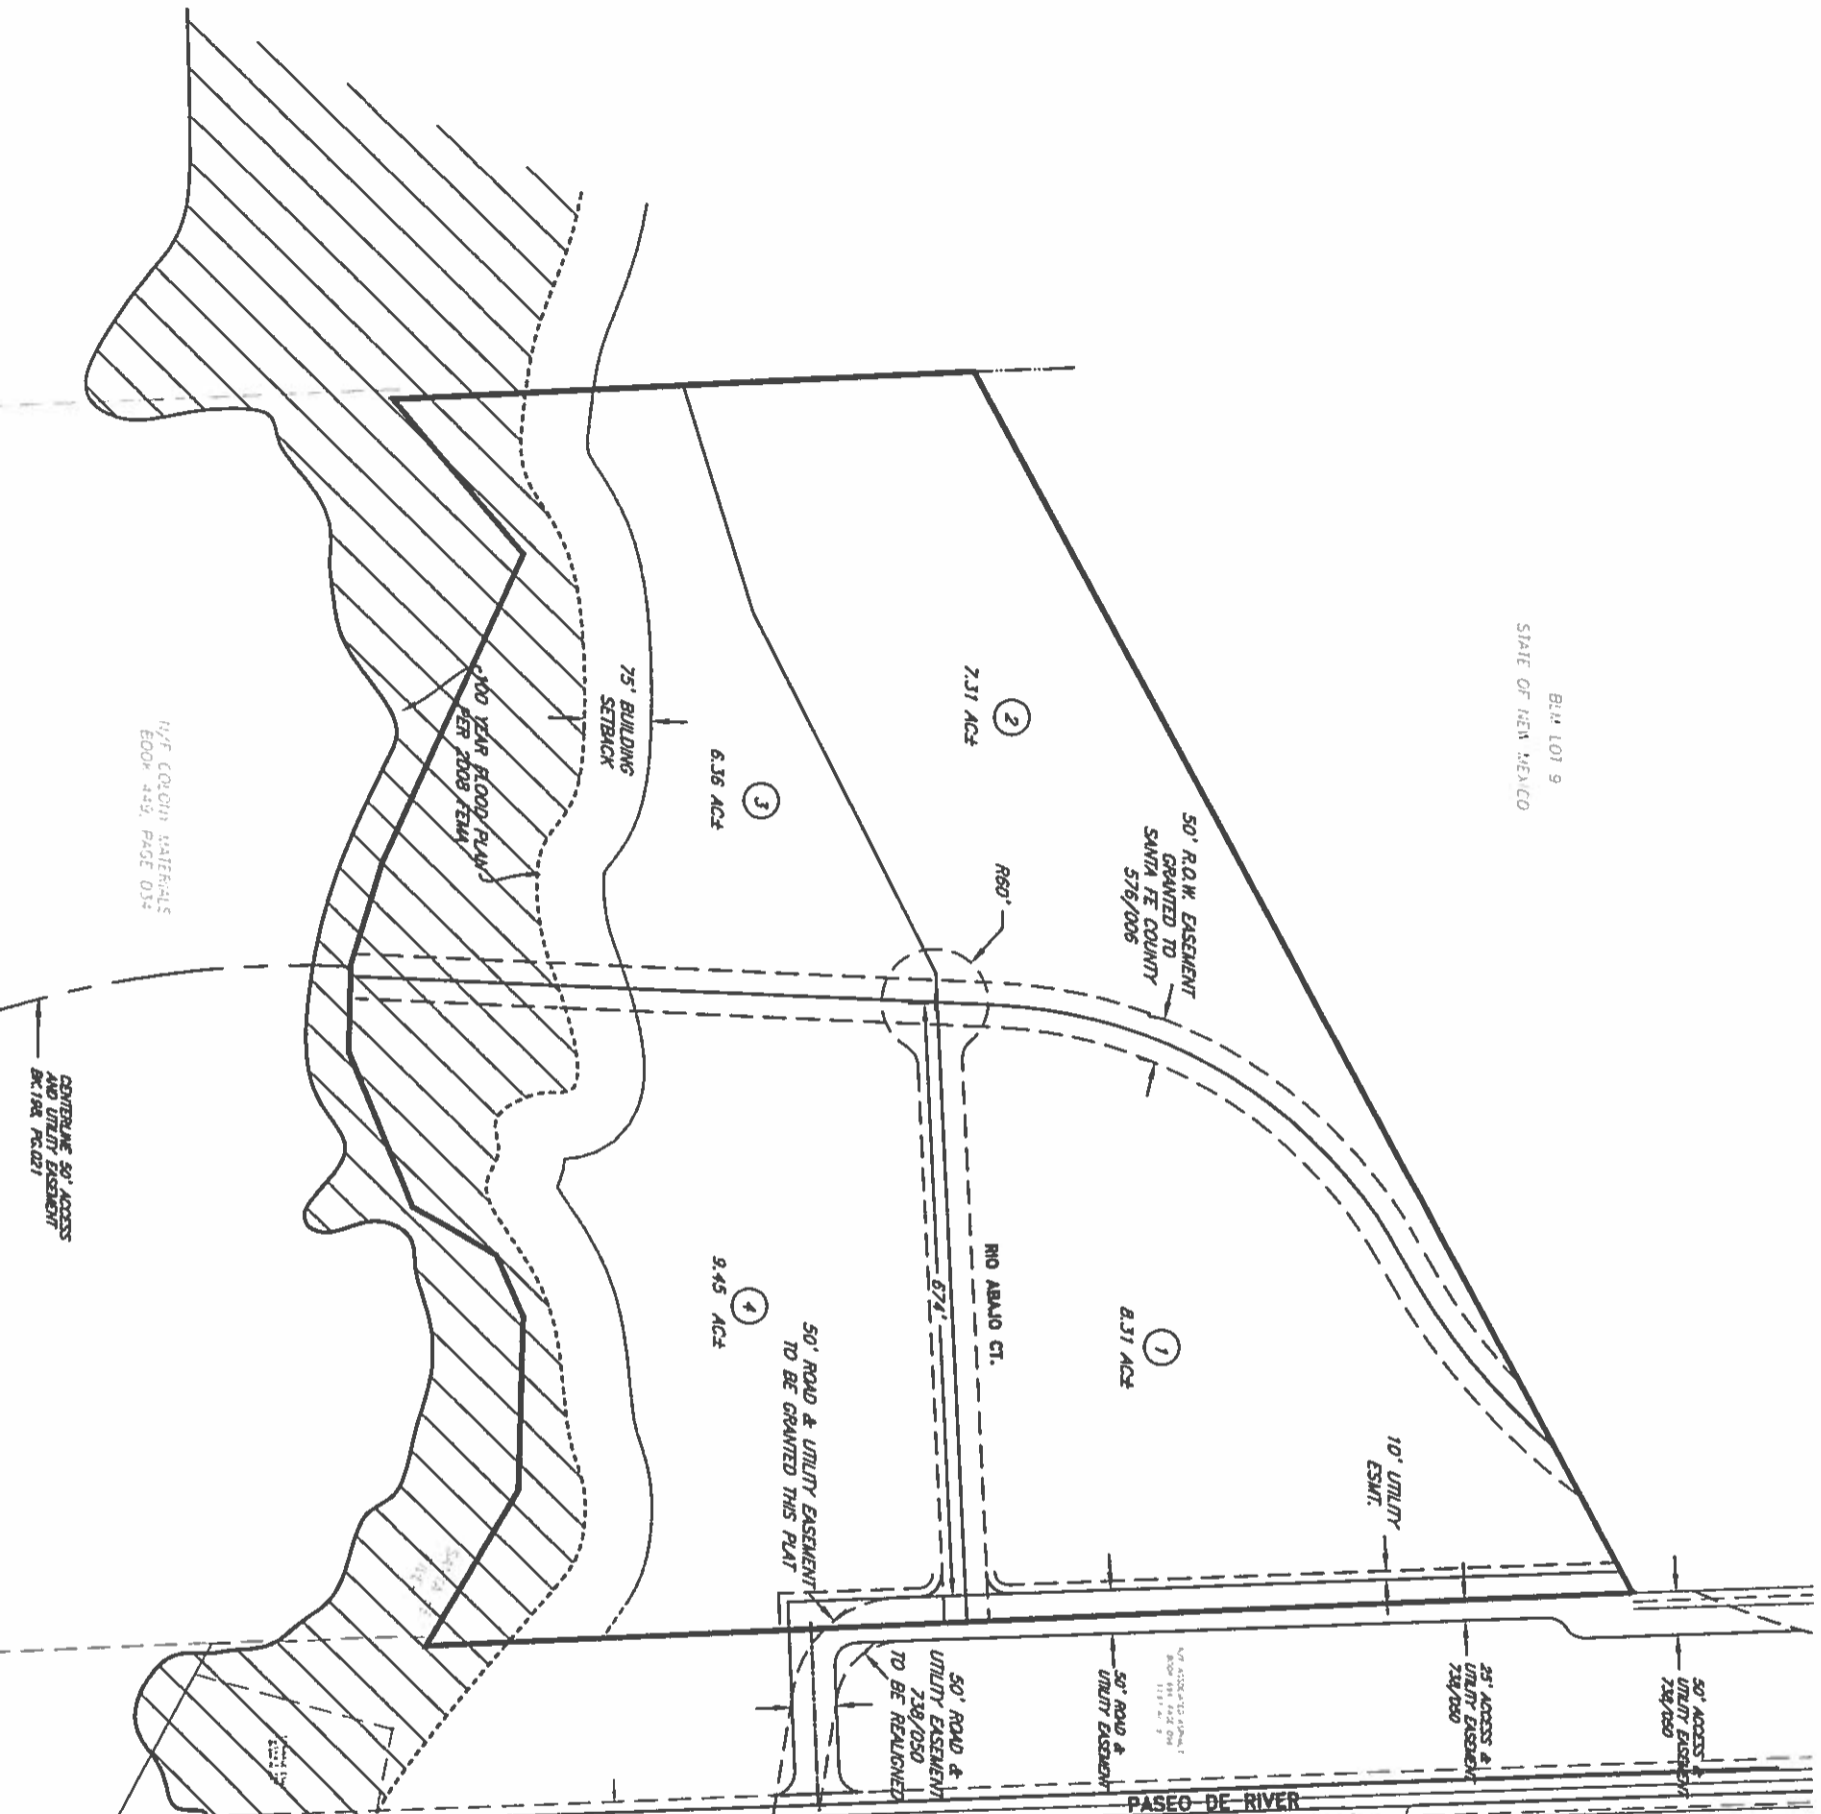 BLM LOT 9
STATE OF NEW MEXICO
50' ACCESS &
UTILITY EASEMENT
738/050
25' ACCESS &
UTILITY EASEMENT
738/050
10' UTILITY
ESMT.
50' R.O.W. EASEMENT
GRANTED TO
SANTA FE COUNTY
576/006
50' ROAD &
UTILITY EASEMENT
1
8.31 AC±
2
7.31 AC±
R60'
RIO ABAJO CT.
674'
50' ROAD &
UTILITY EASEMENT
738/050
TO BE REALIGNED
50' ROAD & UTILITY EASEMENT
TO BE GRANTED THIS PLAT
3
6.36 AC±
4
9.45 AC±
75' BUILDING
SETBACK
100 YEAR FLOOD PLAIN
PER 2008 FEMA
MATERIALS
BOOK 449, PAGE 034
CENTERLINE 50' ACCESS
AND UTILITY EASEMENT
BK.198, PG.021
PASEO DE RIVER